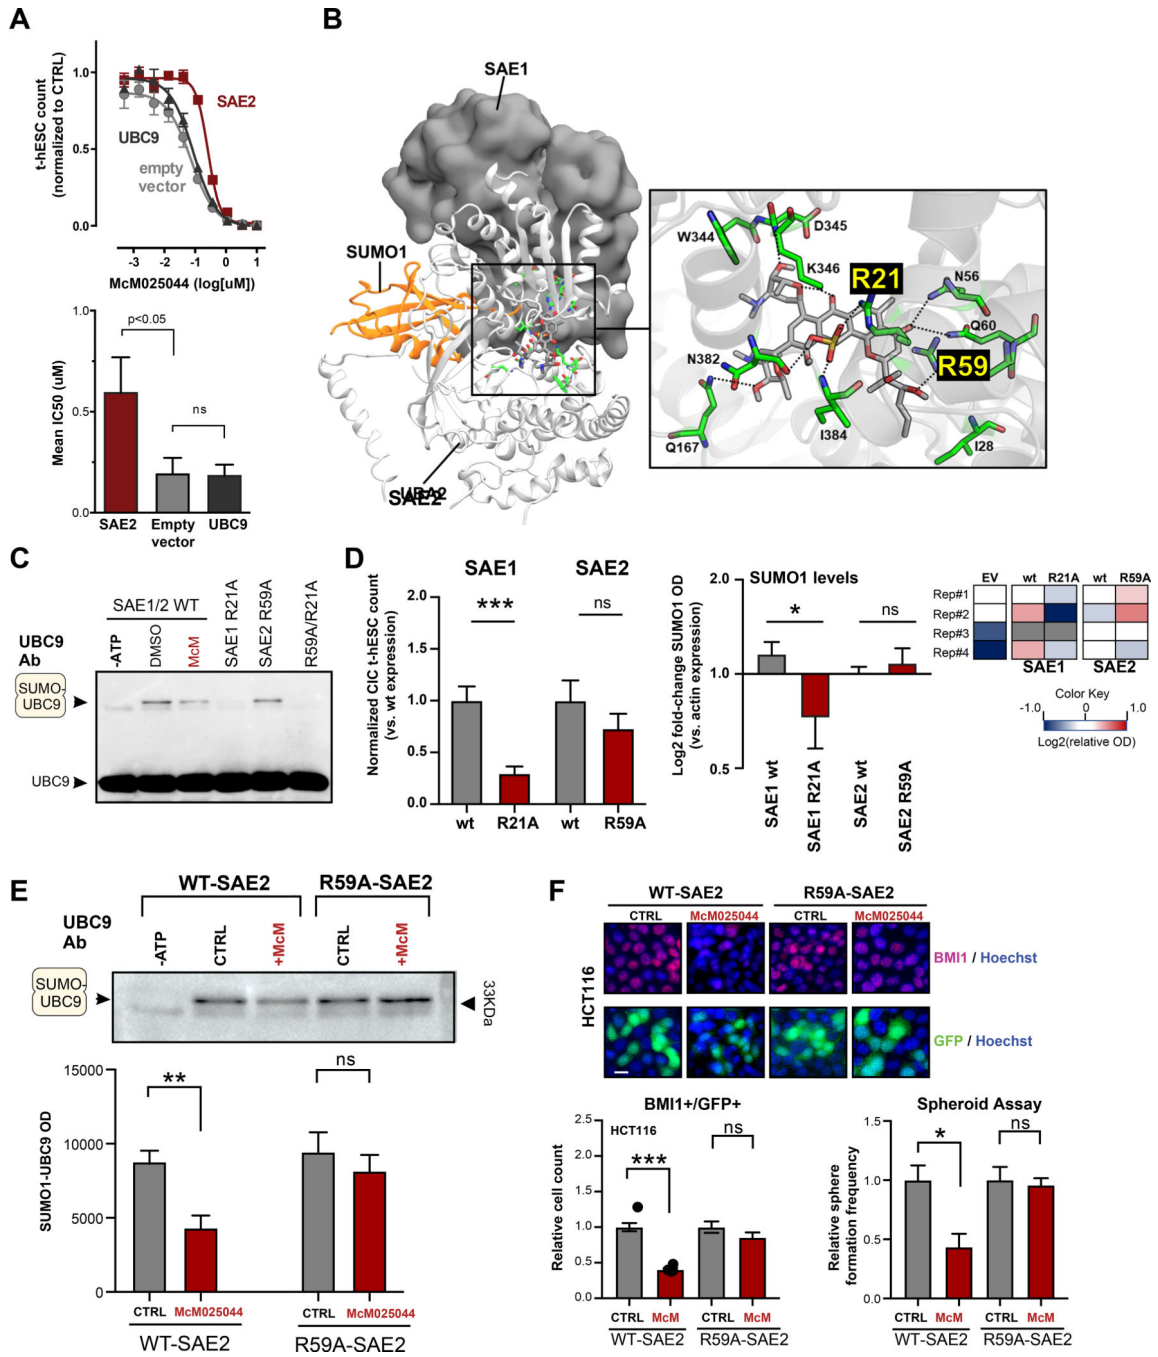 A
t-hESC count
(normalized to CTRL)
1.0
0.5
0.0
SAE2
UBC9
empty
vector
-3 -2 -1 0 1
McM025044 (log[uM])
Mean IC50 (uM)
1.0
0.5
0.0
p<0.05
ns
SAE2 Empty vector UBC9
B
SAE1
SUMO1
UBA2
SAE2
W344
D345
K346
R21
N56
Q60
R59
N382
Q167
I384
I28
C
SAE1/2 WT
UBC9
Ab
-ATP
DMSO
McM
SAE1 R21A
SAE2 R59A
R59A/R21A
SUMO-
UBC9
UBC9
D
Normalized CIC t-hESC count
(vs. wt expression)
2.0
1.5
1.0
0.5
0.0
SAE1 SAE2
*** ns
wt R21A wt R59A
Log2 fold-change SUMO1 OD
(vs. actin expression)
2.0
1.0
0.5
SUMO1 levels
* ns
SAE1 wt
SAE1 R21A
SAE2 wt
SAE2 R59A
EV wt R21A wt R59A
Rep#1
Rep#2
Rep#3
Rep#4
SAE1 SAE2
Color Key
-1.0 0 1.0
Log2(relative OD)
E
WT-SAE2 R59A-SAE2
UBC9
Ab
-ATP
CTRL
+McM
CTRL
+McM
SUMO-
UBC9
33KDa
SUMO1-UBC9 OD
15000
10000
5000
0
** ns
CTRL McM025044 CTRL McM025044
WT-SAE2 R59A-SAE2
F
WT-SAE2 R59A-SAE2
CTRL McM025044 CTRL McM025044
HCT116
BMI1 / Hoechst
GFP / Hoechst
BMI1+/GFP+
Relative cell count
2.5
2.0
1.5
1.0
0.5
0.0
HCT116
*** ns
CTRL McM CTRL McM
WT-SAE2 R59A-SAE2
Spheroid Assay
Relative sphere
formation frequency
1.5
1.0
0.5
0.0
* ns
CTRL McM CTRL McM
WT-SAE2 R59A-SAE2